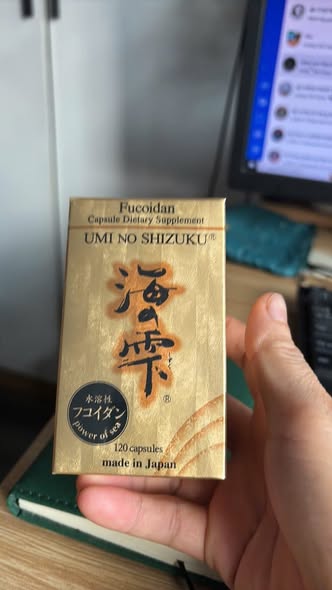 Fucoidan
Capsule Dietary Supplement
UMI NO SHIZUKU®
海の雫®
水溶性
フコイダン
power of sea
120 capsules
made in Japan